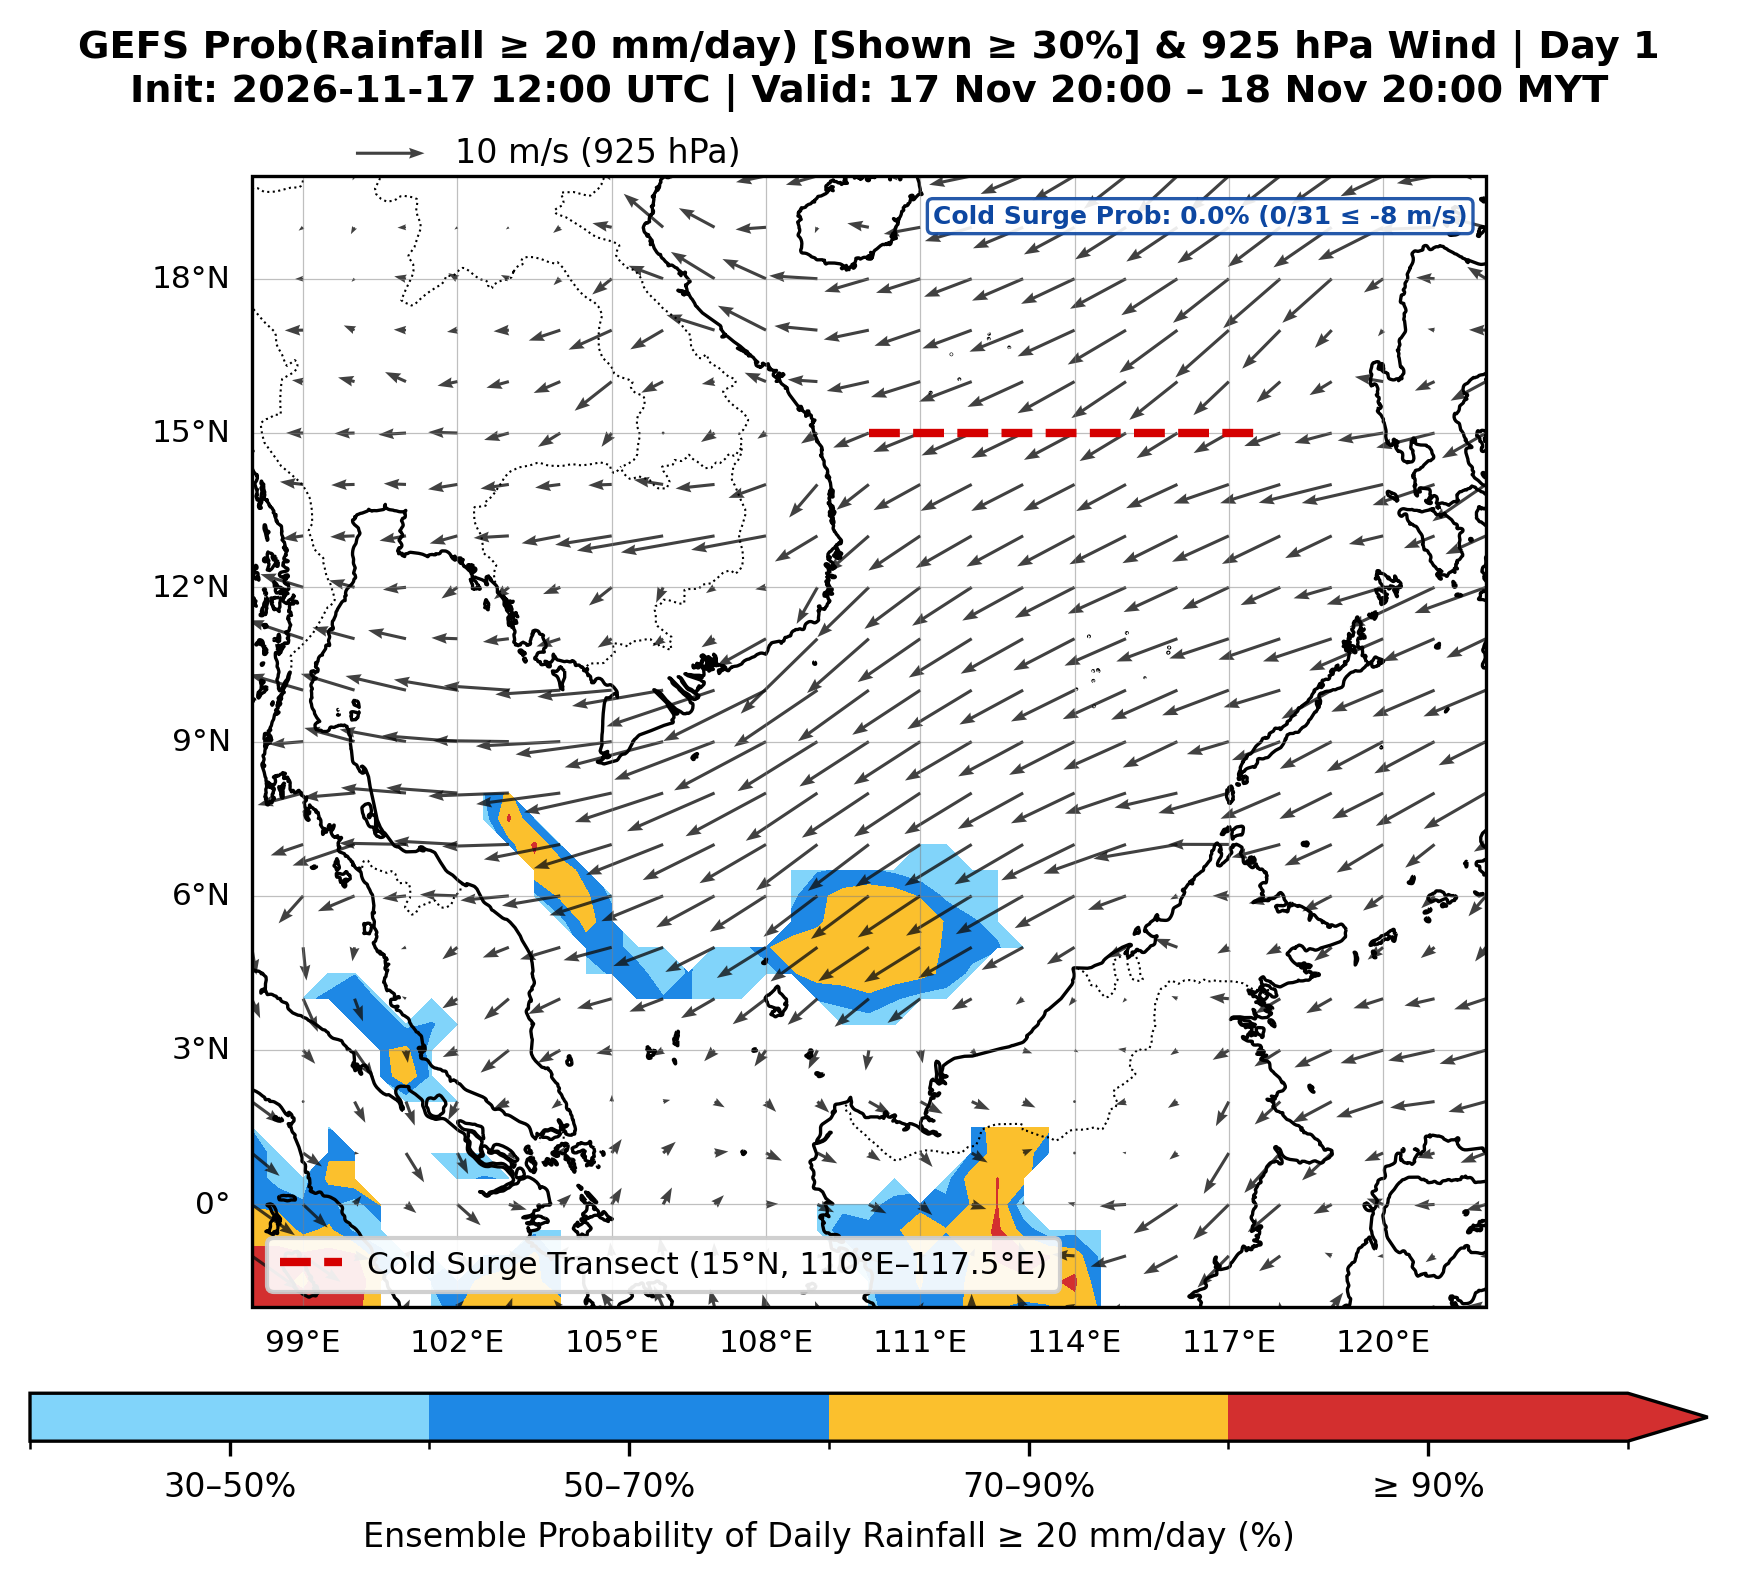 GEFS Prob(Rainfall ≥ 20 mm/day) [Shown ≥ 30%] & 925 hPa Wind | Day 1
Init: 2026-11-17 12:00 UTC | Valid: 17 Nov 20:00 – 18 Nov 20:00 MYT
10 m/s (925 hPa)
Cold Surge Prob: 0.0% (0/31 ≤ -8 m/s)
18°N
15°N
12°N
9°N
6°N
3°N
0°
Cold Surge Transect (15°N, 110°E–117.5°E)
99°E 102°E 105°E 108°E 111°E 114°E 117°E 120°E
30–50% 50–70% 70–90% ≥ 90%
Ensemble Probability of Daily Rainfall ≥ 20 mm/day (%)